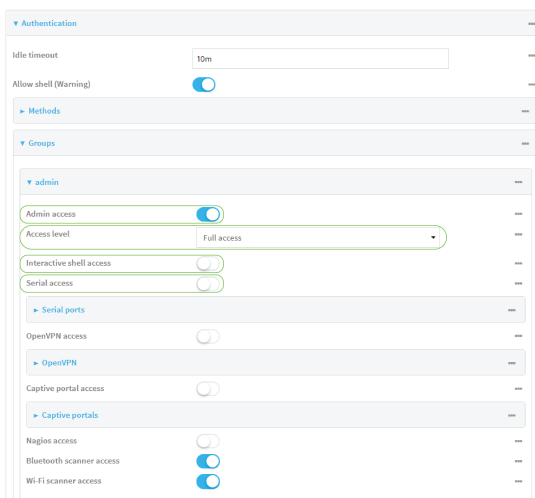 ▼ Authentication
Idle timeout 10m
Allow shell (Warning)
► Methods
▼ Groups
▼ admin
Admin access
Access level Full access
Interactive shell access
Serial access
► Serial ports
OpenVPN access
► OpenVPN
Captive portal access
► Captive portals
Nagios access
Bluetooth scanner access
Wi-Fi scanner access